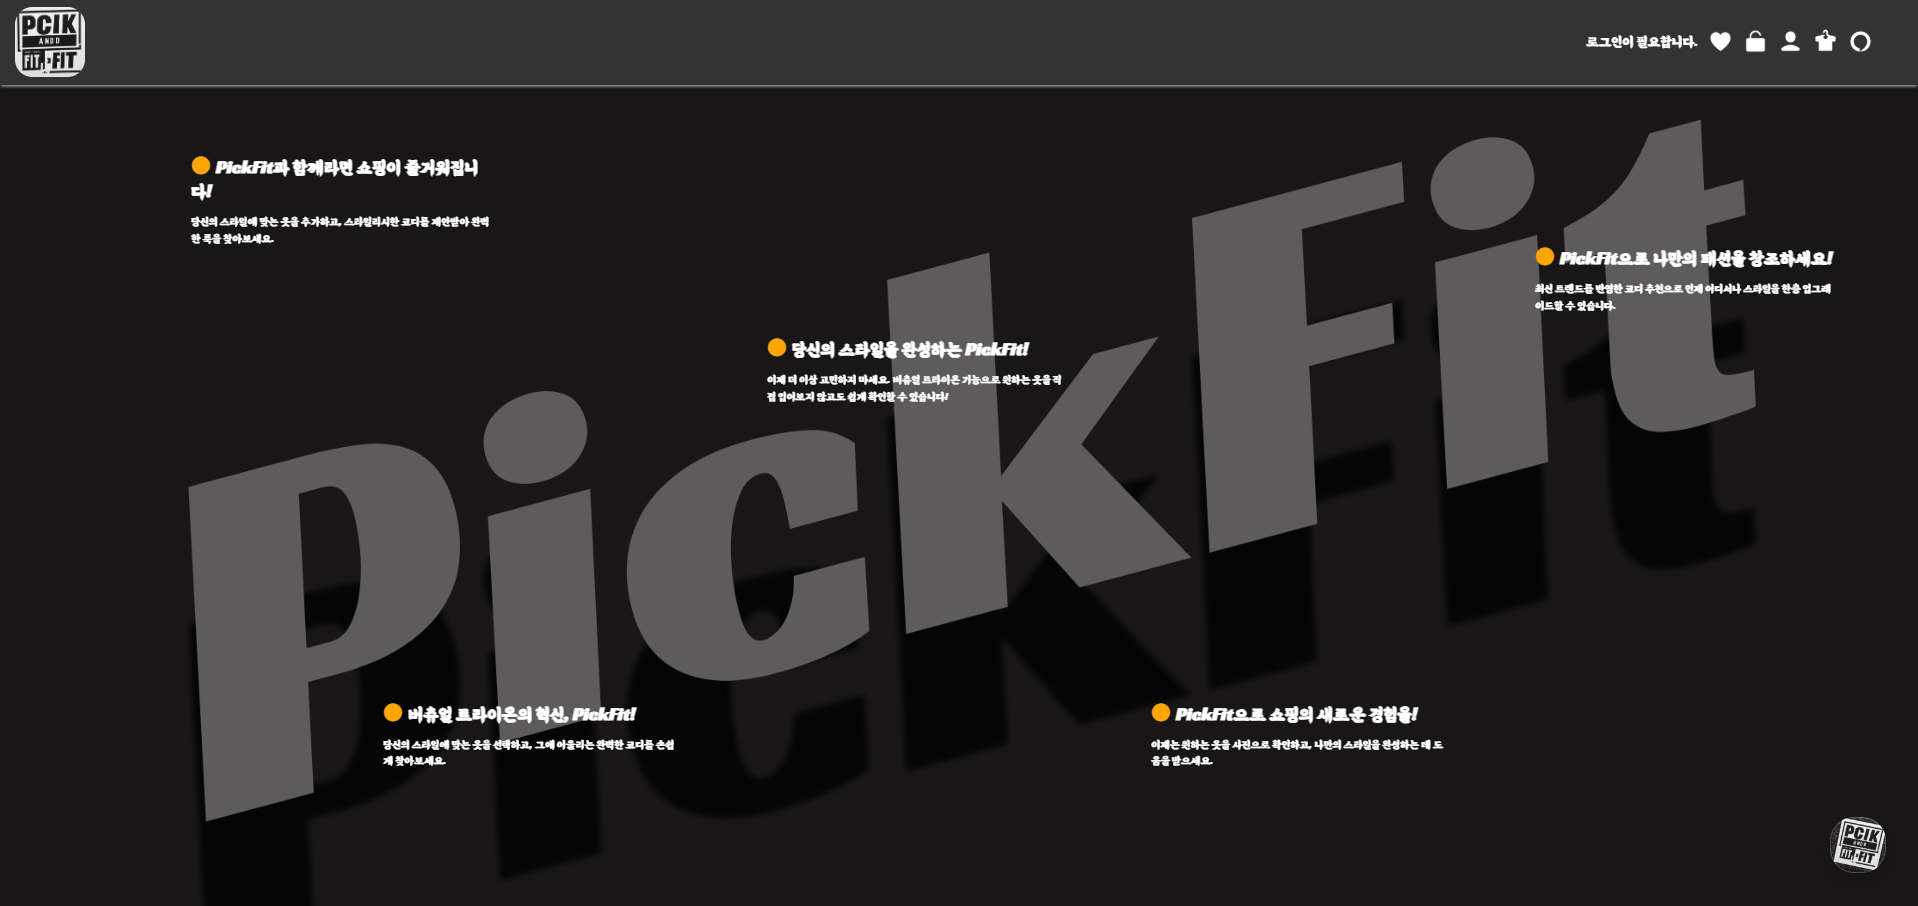 PCIK
ANDD
FIT FIT
로그인이 필요합니다.
PickFit과 함께라면 쇼핑이 즐거워집니
다!
당신의 스타일에 맞는 옷을 추가하고, 스타일리시한 코디를 제안받아 완벽
한 룩을 찾아보세요.
PickFit으로 나만의 패션을 창조하세요!
최신 트렌드를 반영한 코디 추천으로 언제 어디서나 스타일을 한층 업그레
이드할 수 있습니다.
당신의 스타일을 완성하는 PickFit!
이제 더 이상 고민하지 마세요. 버츄얼 트라이온 기능으로 원하는 옷을 직
접 입어보지 않고도 쉽게 확인할 수 있습니다!
PickFit
버츄얼 트라이온의 혁신, PickFit!
당신의 스타일에 맞는 옷을 선택하고, 그에 어울리는 완벽한 코디를 손쉽
게 찾아보세요.
PickFit으로 쇼핑의 새로운 경험을!
이제는 원하는 옷을 사진으로 확인하고, 나만의 스타일을 완성하는 데 도
움을 받으세요.
PCIK
ANDD
FIT FIT